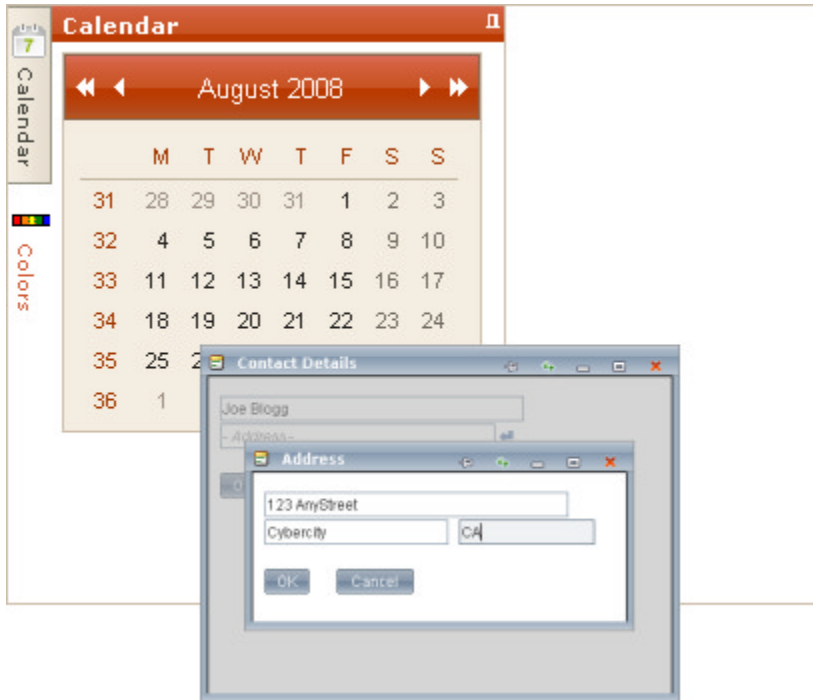 Calendar
7
Calendar
Colors
August 2008
M T W T F S S
31 28 29 30 31 1 2 3
32 4 5 6 7 8 9 10
33 11 12 13 14 15 16 17
34 18 19 20 21 22 23 24
35 25
36 1
Contact Details
Joe Blogg
- Address -
Address
123 AnyStreet
Cybercity CA
OK Cancel